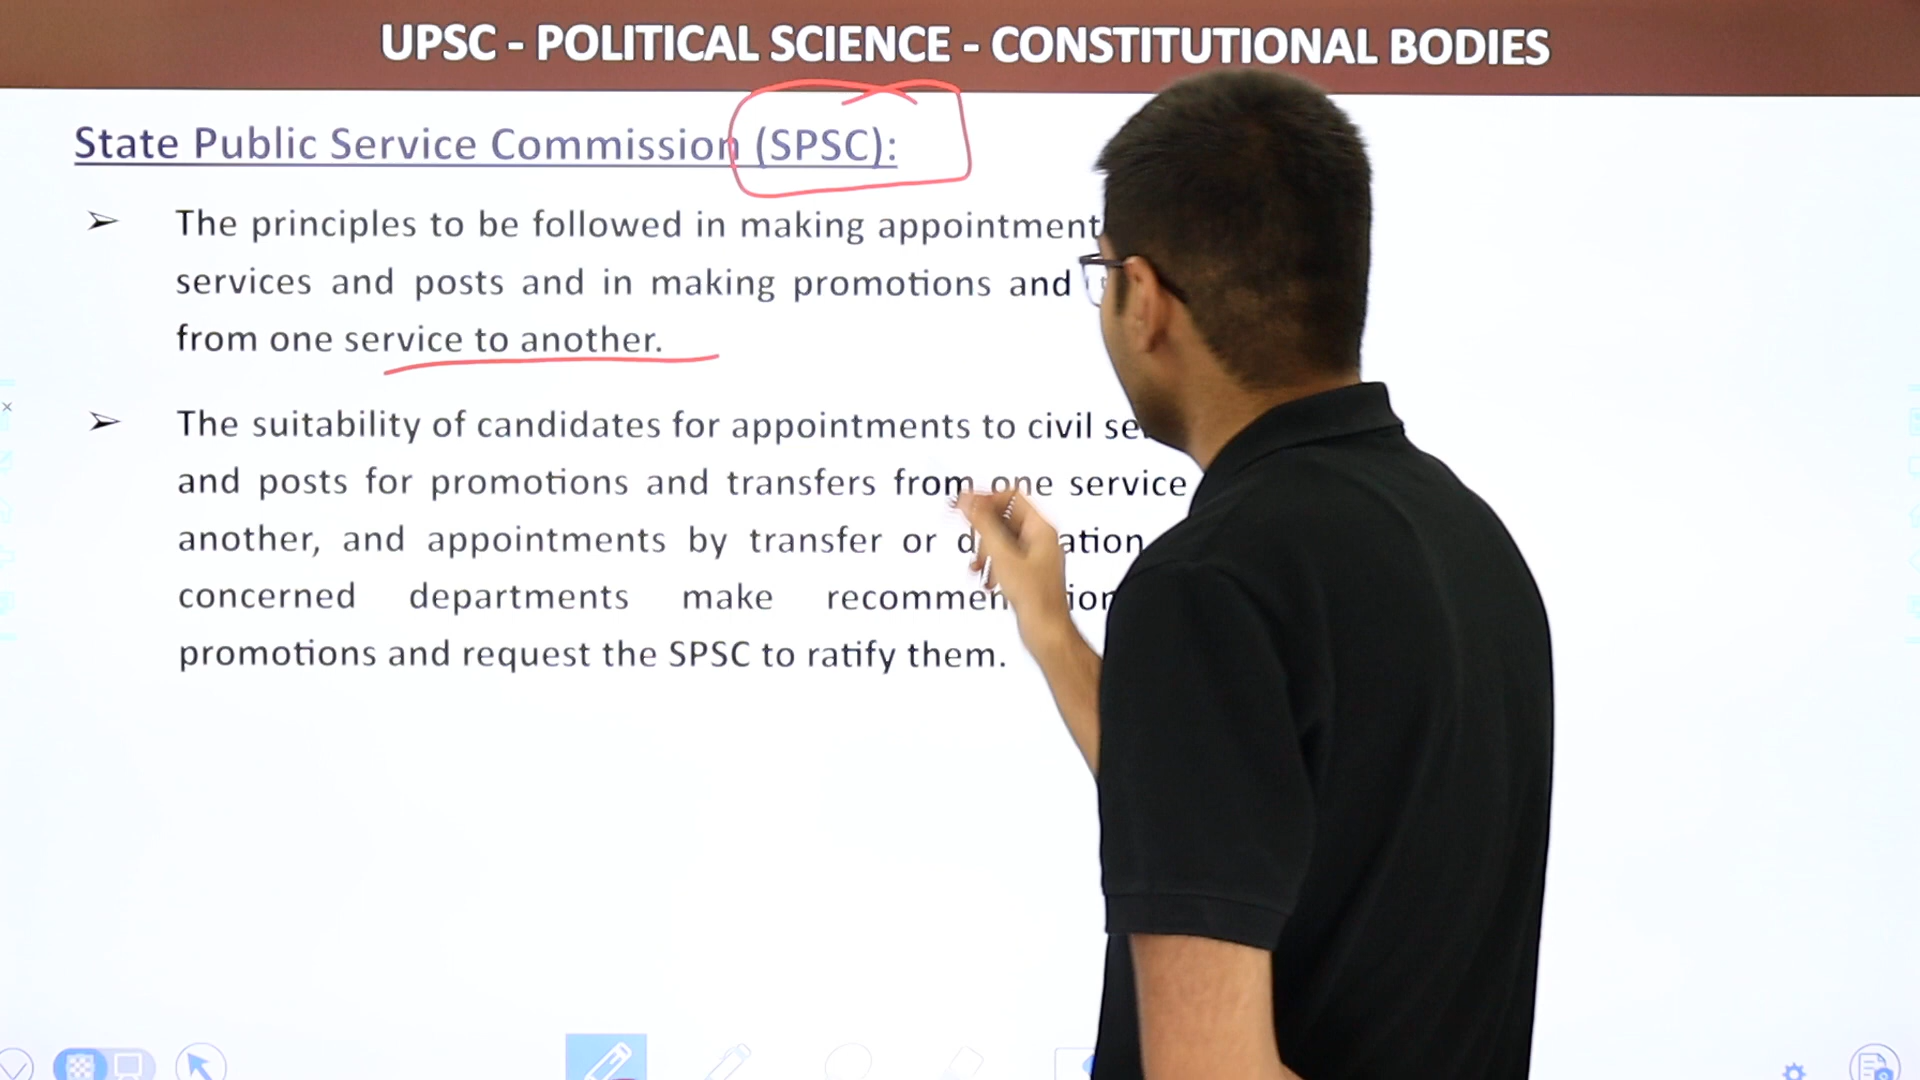 UPSC - POLITICAL SCIENCE - CONSTITUTIONAL BODIES
State Public Service Commission (SPSC):
➢ The principles to be followed in making appointment
services and posts and in making promotions and
from one service to another.
➢ The suitability of candidates for appointments to civil
and posts for promotions and transfers from one service
another, and appointments by transfer or
concerned departments make
promotions and request the SPSC to ratify them.